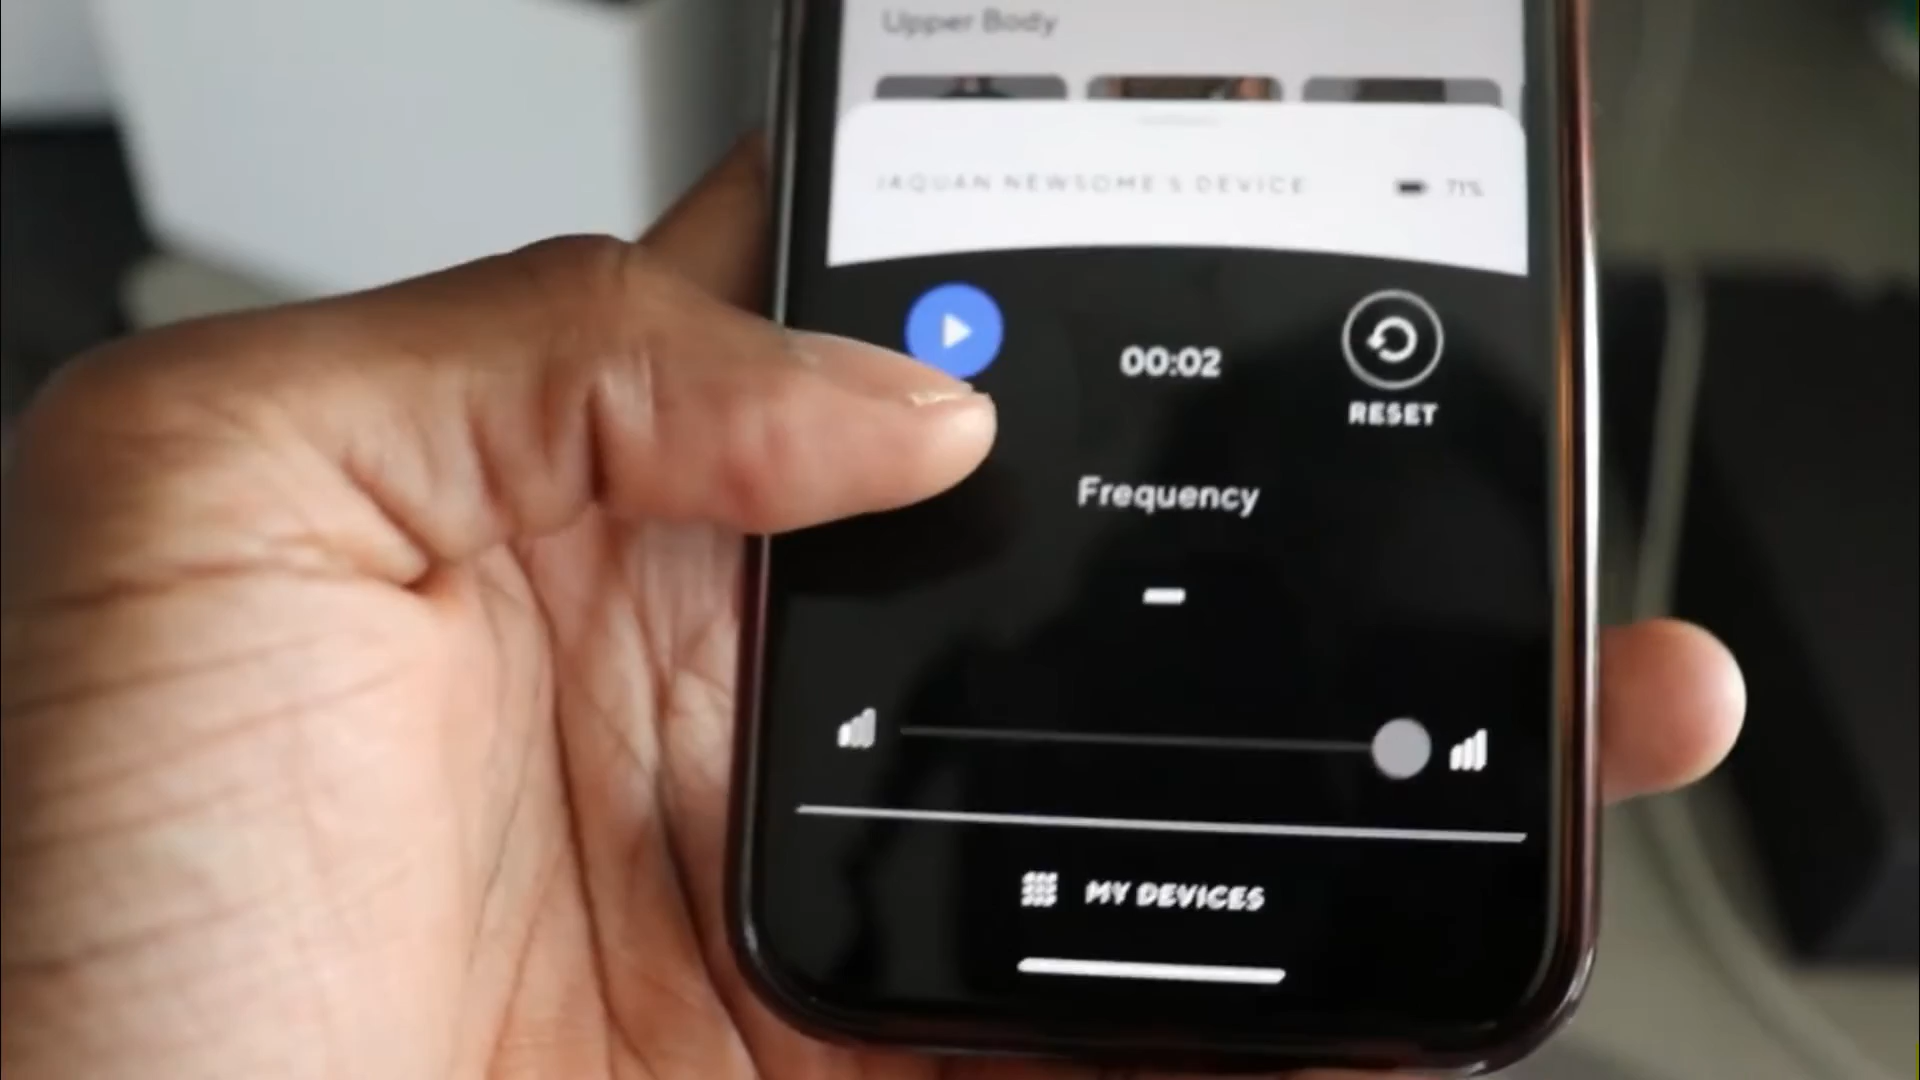 Upper Body
JAQUAN NEWSOME'S DEVICE 71%
00:02
RESET
Frequency
-
MY DEVICES